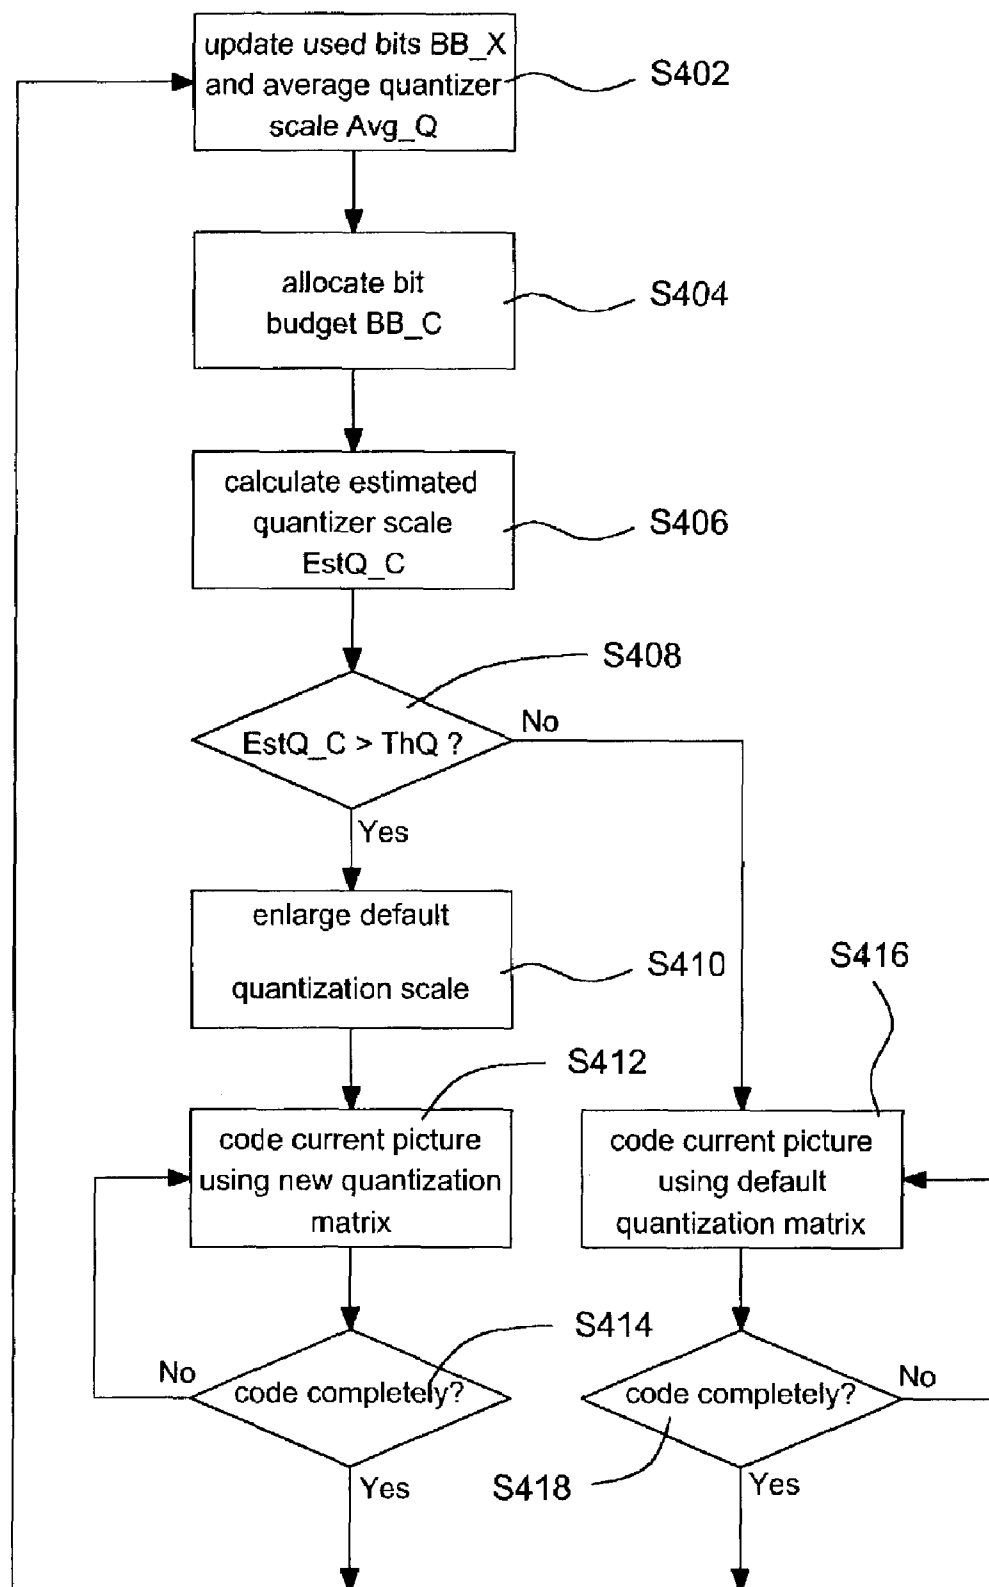 update used bits BB_X
and average quantizer
scale Avg_Q
S402
allocate bit
budget BB_C
S404
calculate estimated
quantizer scale
EstQ_C
S406
S408
EstQ_C > ThQ ?
No
Yes
enlarge default
quantization scale
S410
S416
S412
code current picture
using new quantization
matrix
code current picture
using default
quantization matrix
S414
No
code completely?
code completely?
No
Yes
S418
Yes